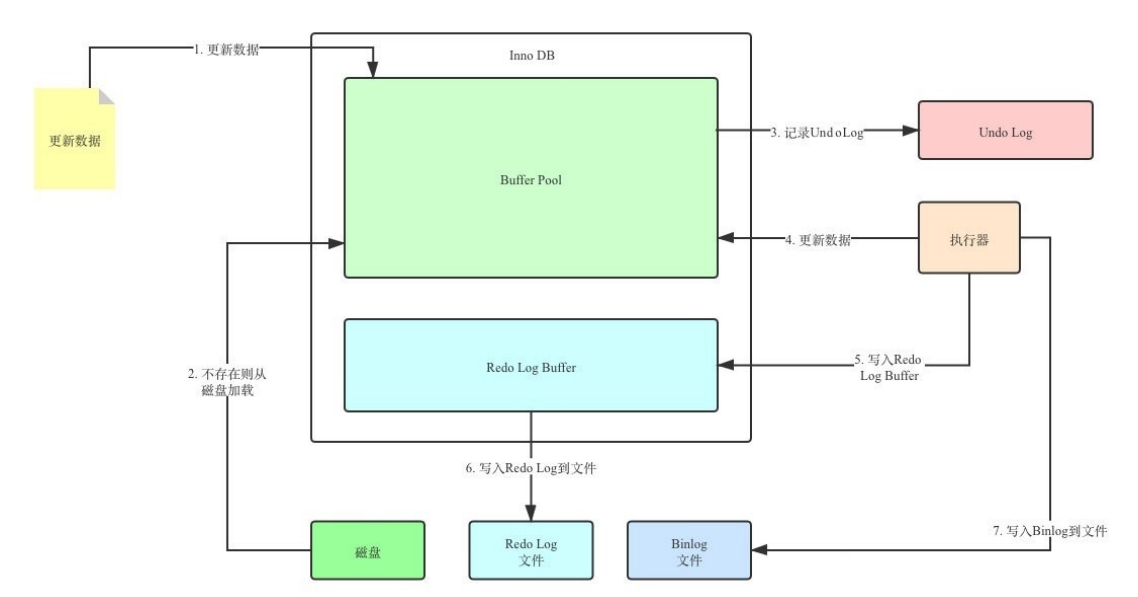 1. 更新数据
Inno DB
更新数据
Buffer Pool
3. 记录UndoLog
Undo Log
4. 更新数据
执行器
2. 不存在则从
磁盘加载
Redo Log Buffer
5. 写入Redo
Log Buffer
6. 写入Redo Log到文件
7. 写入Binlog到文件
磁盘
Redo Log
文件
Binlog
文件